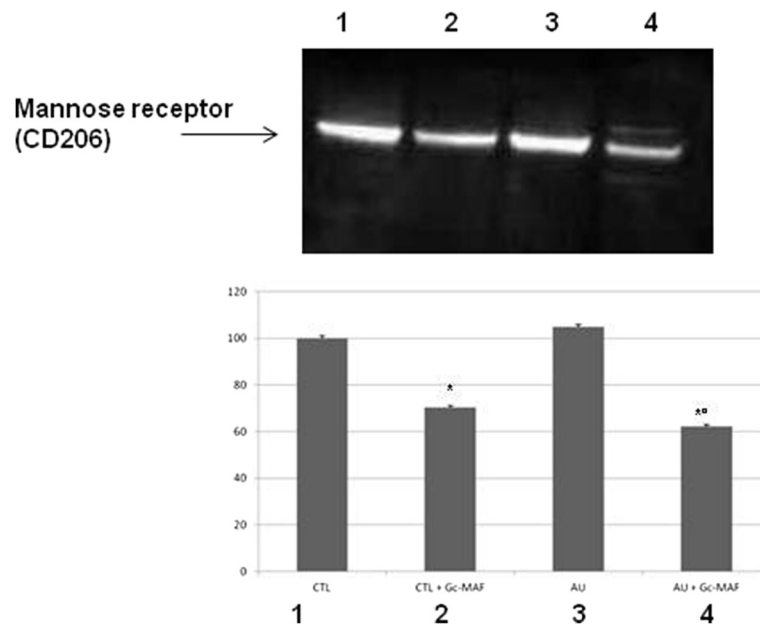 1 2 3 4
Mannose receptor
(CD206)
120
100
80
60
40
20
0
*
*¤
CTL CTL + Gc-MAF AU AU + Gc-MAF
1 2 3 4